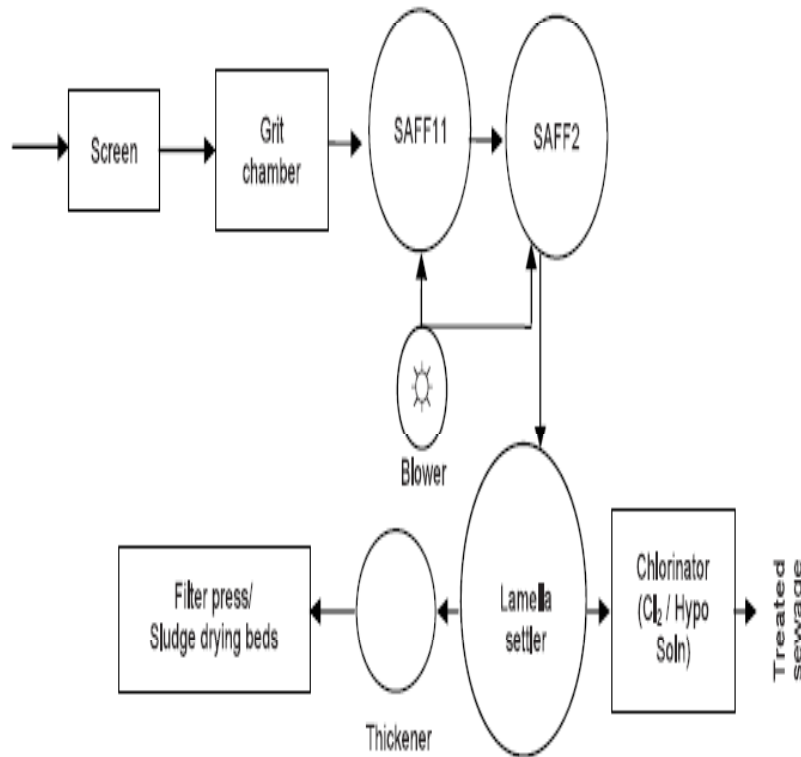 Screen
Grit
chamber
SAFF11
SAFF2
Blower
Filter press/
Sludge drying beds
Thickener
Lamella
settler
Chlorinator
(Cl₂ / Hypo
Soln)
Treated
sewage